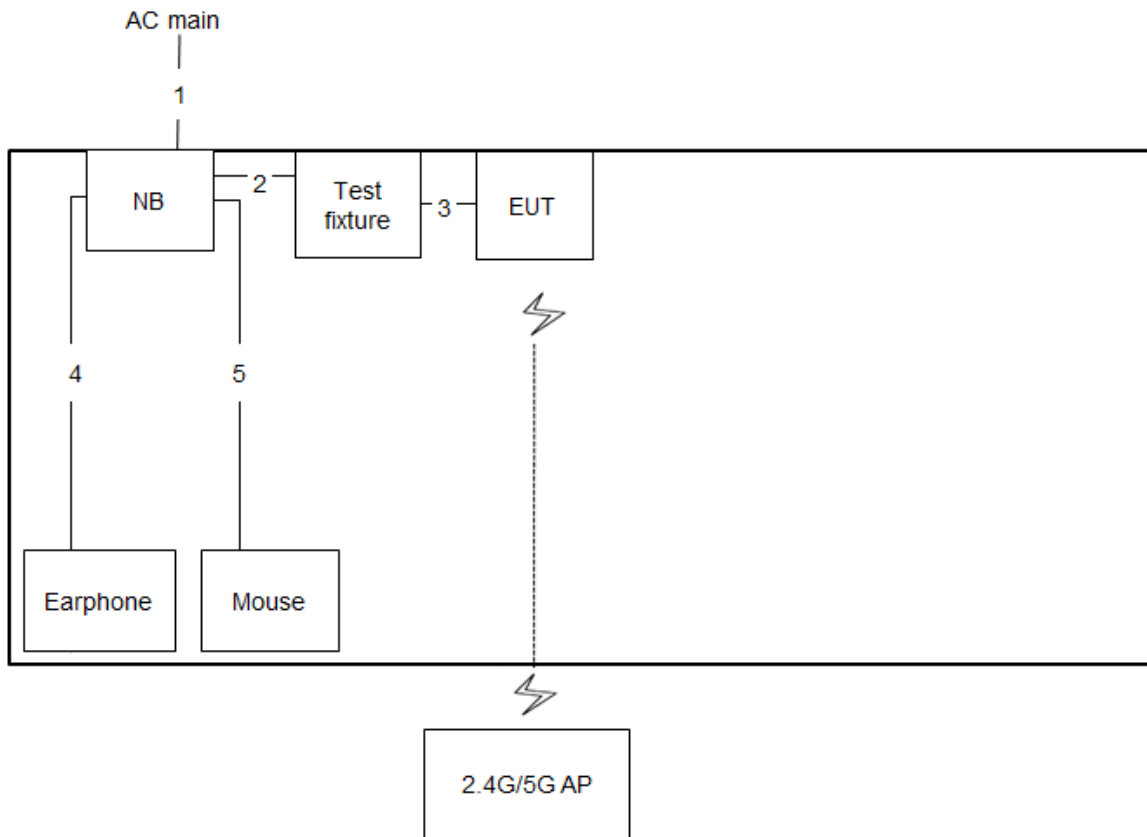 AC main
1
NB
2
Test
fixture
3
EUT
4
5
Earphone
Mouse
2.4G/5G AP